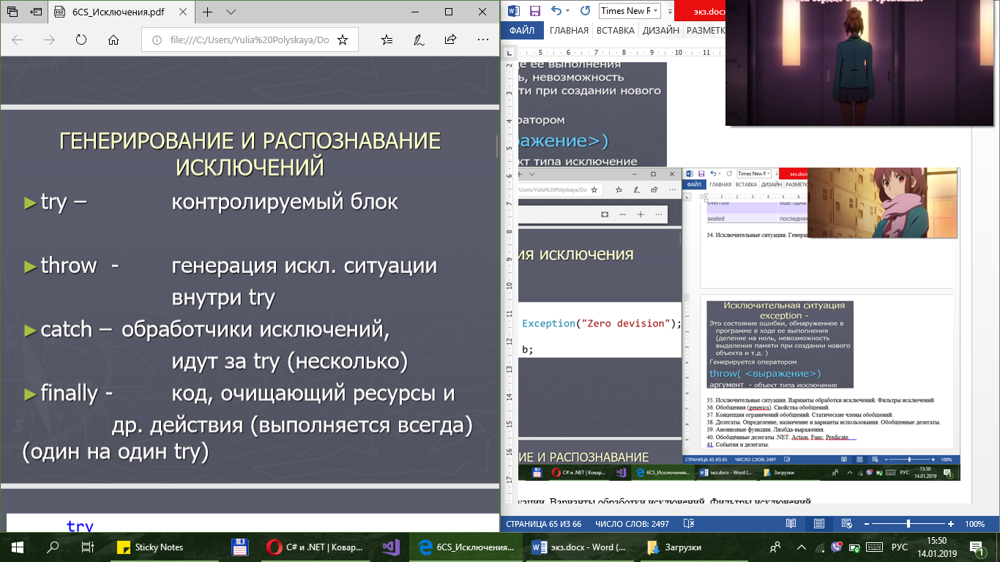 6CS_Исключения.pdf
file:///C:/Users/Yulia%20Polyskaya/Do
ГЕНЕРИРОВАНИЕ И РАСПОЗНАВАНИЕ
ИСКЛЮЧЕНИЙ
try – контролируемый блок
throw - генерация искл. ситуации
внутри try
catch – обработчики исключений,
идут за try (несколько)
finally - код, очищающий ресурсы и
др. действия (выполняется всегда)
(один на один try)
try
Times New R
экз.docx
ФАЙЛ ГЛАВНАЯ ВСТАВКА ДИЗАЙН РАЗМЕТК
5 6 7 8 9 10 11
де ее выполнения
ь, невозможность
ти при создании нового
ратором
ражение>)
кт типа исключение
/Users/Yulia%20Polyskaya/Do
ия исключения
Exception("Zero devision");
b;
ИЕ И РАСПОЗНАВАНИЕ
Times New R
экз.docx
ФАЙЛ ГЛАВНАЯ ВСТАВКА ДИЗАЙН РАЗМЕТК
override еще одна
sealed последняя
34. Исключительные ситуации. Генерац
Исключительная ситуация
exception -
Это состояние ошибки, обнаруженное в
программе в ходе ее выполнения
(деление на ноль, невозможность
выделения памяти при создании нового
объекта и т.д. )
Генерируется оператором
throw( <выражение>)
аргумент - объект типа исключение
35. Исключительные ситуации. Варианты обработки исключений. Фильтры исключений
36. Обобщения (generics). Свойства обобщений.
37. Концепция ограничений обобщений. Статические члены обобщений.
38. Делегаты. Определение, назначение и варианты использования. Обобщенные делегаты.
39. Анонимные функции. Лямбда-выражения.
40. Обобщённые делегаты .NET. Action, Func, Predicate
41. События и делегаты.
СТРАНИЦА 65 ИЗ 65 ЧИСЛО СЛОВ: 2497 100%
C# и .NET | Ковар... 6CS_Исключения... экз.docx - Word (... Загрузки РУС 15:50
14.01.2019
уации. Варианты обработки исключений. Фильтры исключений
СТРАНИЦА 65 ИЗ 66 ЧИСЛО СЛОВ: 2497 100%
Sticky Notes C# и .NET | Ковар... 6CS_Исключения... экз.docx - Word (... Загрузки РУС 15:50
14.01.2019